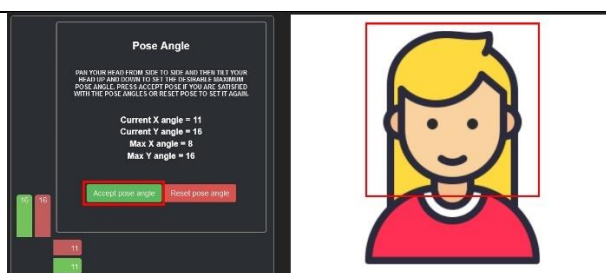 Pose Angle
PAN YOUR HEAD FROM SIDE TO SIDE AND THEN TILT YOUR
HEAD UP AND DOWN TO SET THE DESIRABLE MAXIMUM
POSE ANGLE. PRESS ACCEPT POSE IF YOU ARE SATISFIED
WITH THE POSE ANGLES OR RESET POSE TO SET IT AGAIN.
Current X angle = 11
Current Y angle = 16
Max X angle = 8
Max Y angle = 16
Accept pose angle Reset pose angle
16 16
11
11